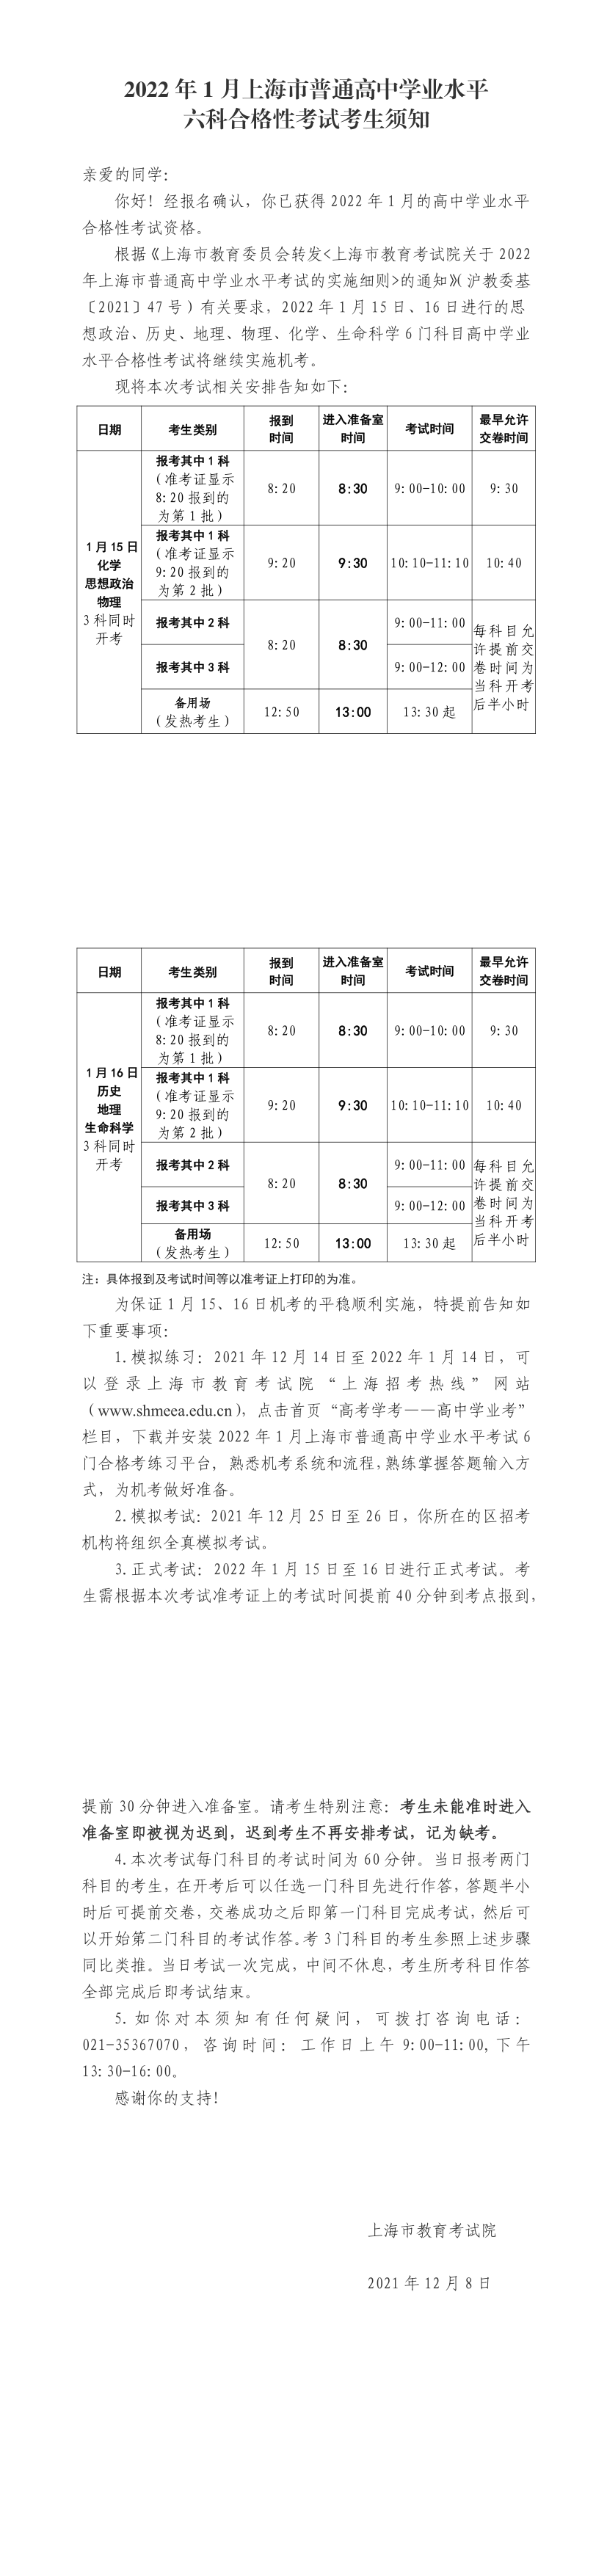 2022 年 1 月上海市普通高中学业水平
六科合格性考试考生须知
亲爱的同学：
你好！经报名确认，你已获得 2022 年 1 月的高中学业水平
合格性考试资格。
根据《上海市教育委员会转发<上海市教育考试院关于 2022
年上海市普通高中学业水平考试的实施细则>的通知》（沪教委基
〔2021〕47 号）有关要求，2022 年 1 月 15 日、16 日进行的思
想政治、历史、地理、物理、化学、生命科学 6 门科目高中学业
水平合格性考试将继续实施机考。
现将本次考试相关安排告知如下：
日期 考生类别 报到时间 进入准备室时间 考试时间 最早允许交卷时间
1 月 15 日
化学
思想政治
物理
3 科同时
开考
报考其中 1 科
（准考证显示
8:20 报到的
为第 1 批）
8:20 8:30 9:00-10:00 9:30
报考其中 1 科
（准考证显示
9:20 报到的
为第 2 批）
9:20 9:30 10:10-11:10 10:40
报考其中 2 科
8:20 8:30 9:00-11:00
报考其中 3 科
9:00-12:00
每科目允
许提前交
卷时间为
当科开考
后半小时
备用场
（发热考生）
12:50 13:00 13:30 起
日期 考生类别 报到时间 进入准备室时间 考试时间 最早允许交卷时间
1 月 16 日
历史
地理
生命科学
3 科同时
开考
报考其中 1 科
（准考证显示
8:20 报到的
为第 1 批）
8:20 8:30 9:00-10:00 9:30
报考其中 1 科
（准考证显示
9:20 报到的
为第 2 批）
9:20 9:30 10:10-11:10 10:40
报考其中 2 科
8:20 8:30 9:00-11:00
报考其中 3 科
9:00-12:00
每科目允
许提前交
卷时间为
当科开考
后半小时
备用场
（发热考生）
12:50 13:00 13:30 起
注：具体报到及考试时间等以准考证上打印的为准。
为保证 1 月 15、16 日机考的平稳顺利实施，特提前告知如
下重要事项：
1.模拟练习：2021 年 12 月 14 日至 2022 年 1 月 14 日，可
以登录上海市教育考试院“上海招考热线”网站
（www.shmeea.edu.cn），点击首页“高考学考——高中学业考”
栏目，下载并安装 2022 年 1 月上海市普通高中学业水平考试 6
门合格考练习平台，熟悉机考系统和流程，熟练掌握答题输入方
式，为机考做好准备。
2.模拟考试：2021 年 12 月 25 日至 26 日，你所在的区招考
机构将组织全真模拟考试。
3.正式考试：2022 年 1 月 15 日至 16 日进行正式考试。考
生需根据本次考试准考证上的考试时间提前 40 分钟到考点报到，
提前 30 分钟进入准备室。请考生特别注意：考生未能准时进入
准备室即被视为迟到，迟到考生不再安排考试，记为缺考。
4.本次考试每门科目的考试时间为 60 分钟。当日报考两门
科目的考生，在开考后可以任选一门科目先进行作答，答题半小
时后可提前交卷，交卷成功之后即第一门科目完成考试，然后可
以开始第二门科目的考试作答。考 3 门科目的考生参照上述步骤
同比类推。当日考试一次完成，中间不休息，考生所考科目作答
全部完成后即考试结束。
5.如你对本须知有任何疑问，可拨打咨询电话：
021-35367070，咨询时间：工作日上午 9:00-11:00,下午
13:30-16:00。
感谢你的支持！
上海市教育考试院
2021 年 12 月 8 日